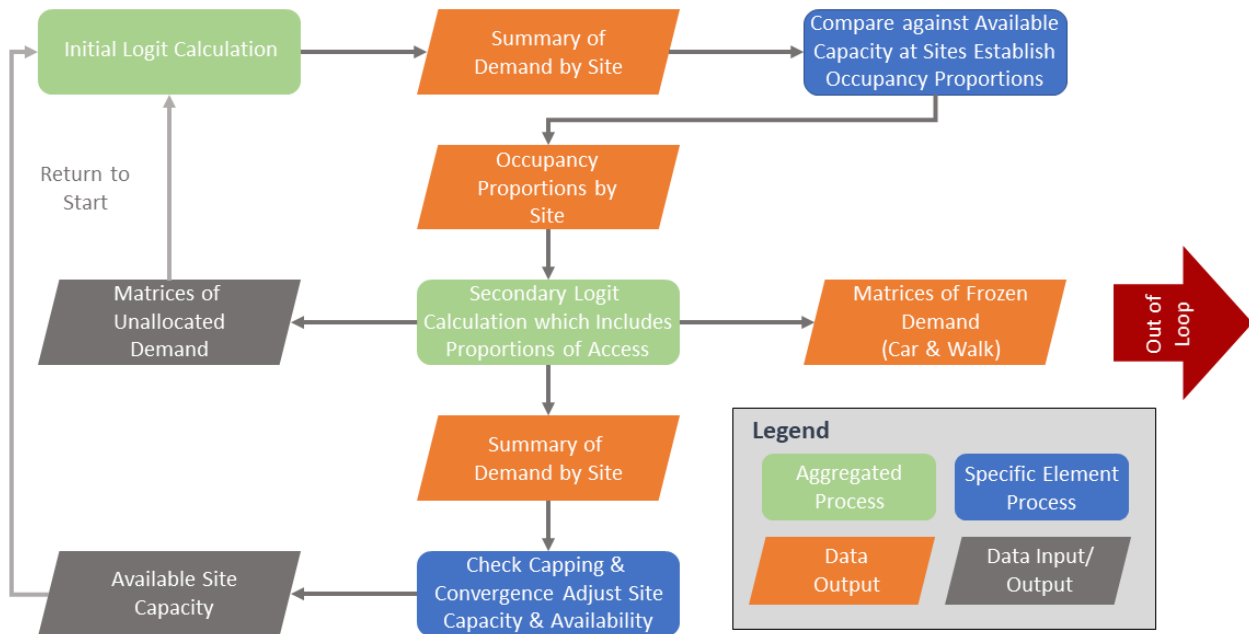 Initial Logit Calculation
Summary of
Demand by Site
Compare against Available
Capacity at Sites Establish
Occupancy Proportions
Return to
Start
Occupancy
Proportions by
Site
Matrices of
Unallocated
Demand
Secondary Logit
Calculation which Includes
Proportions of Access
Matrices of Frozen
Demand
(Car & Walk)
Out of
Loop
Summary of
Demand by Site
Available Site
Capacity
Check Capping &
Convergence Adjust Site
Capacity & Availability
Legend
Aggregated
Process
Specific Element
Process
Data
Output
Data Input/
Output